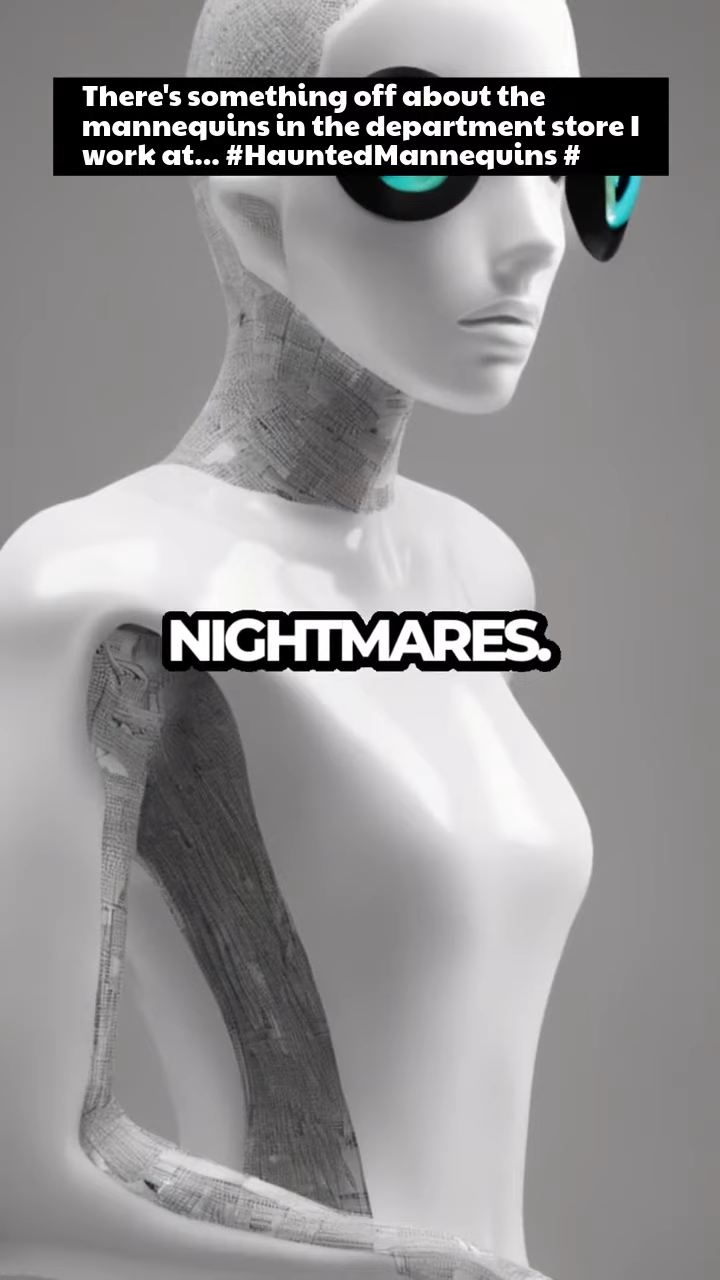 There's something off about the
mannequins in the department store I
work at... #HauntedMannequins #
NIGHTMARES.